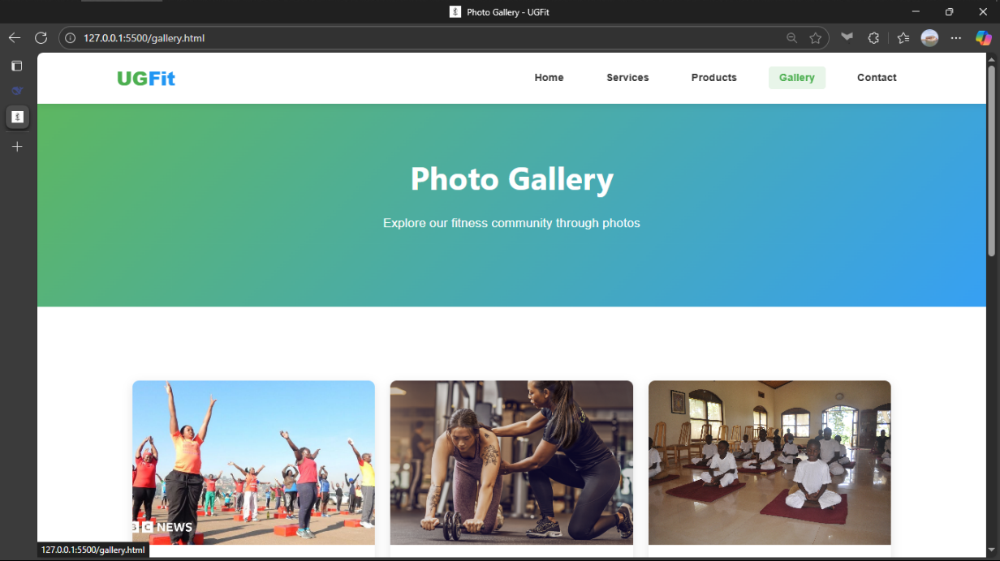 Photo Gallery - UGFit
127.0.0.1:5500/gallery.html
UGFit
Home Services Products Gallery Contact
Photo Gallery
Explore our fitness community through photos
NEWS
127.0.0.1:5500/gallery.html